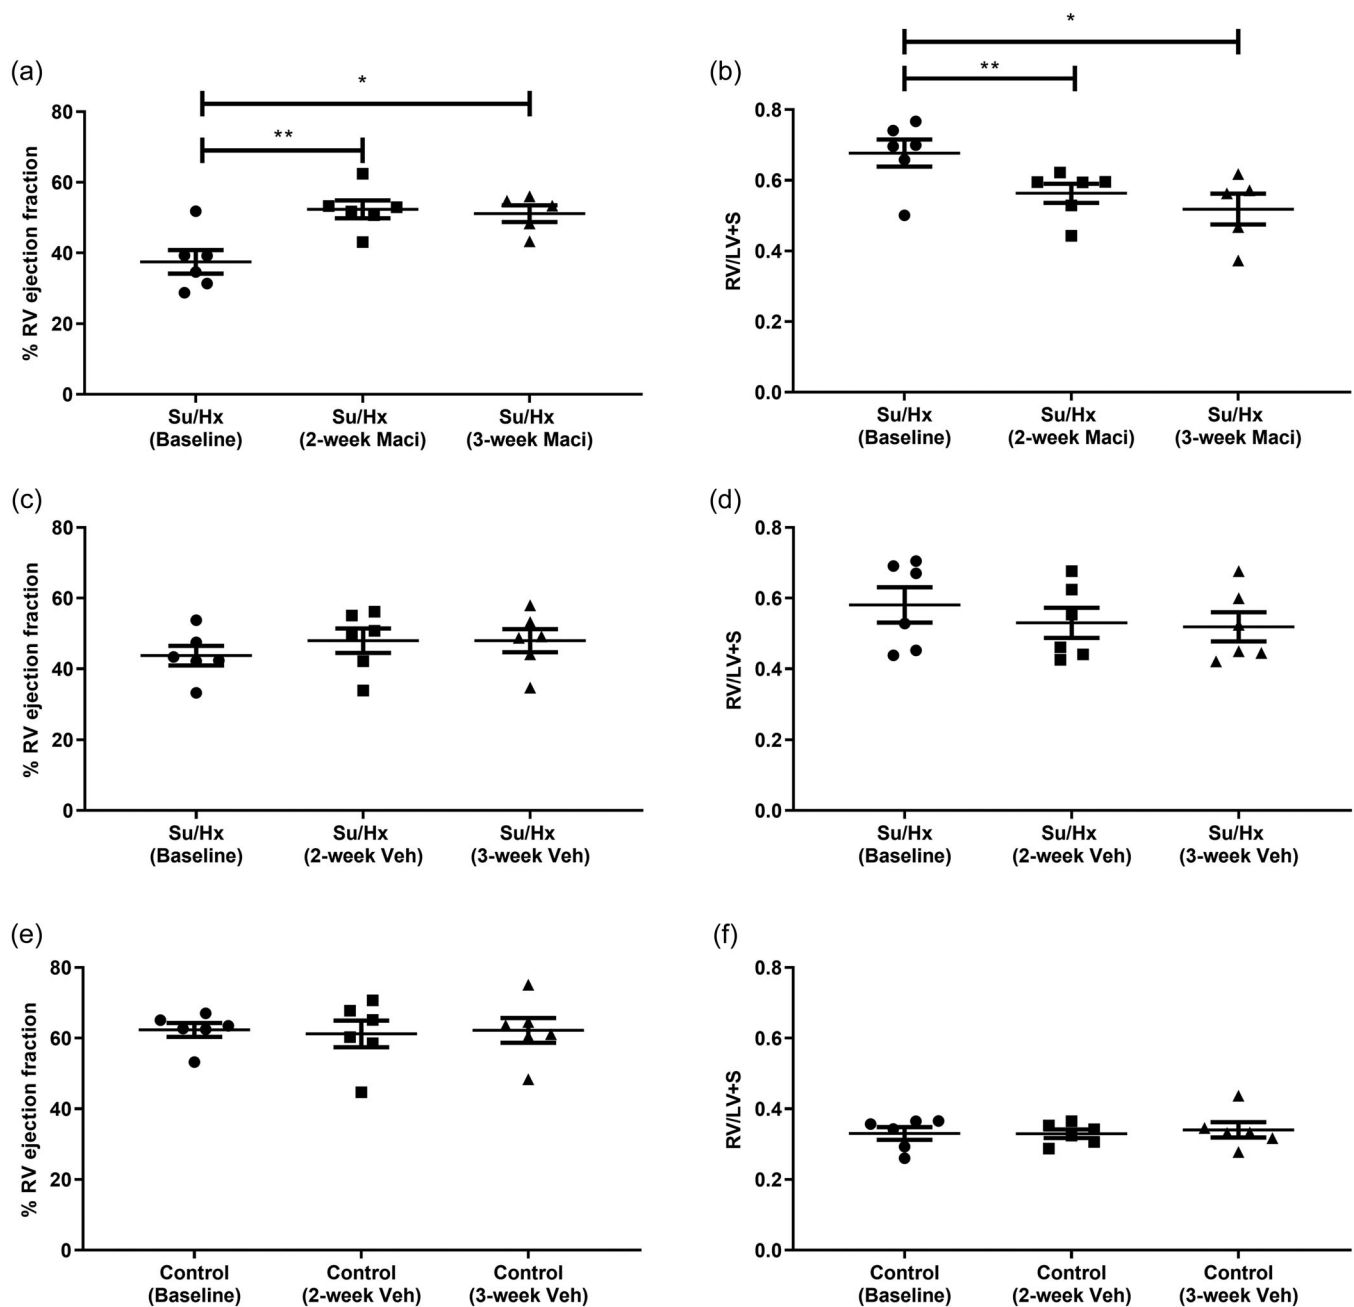 (a)
*
**
% RV ejection fraction
80
60
40
20
0
Su/Hx
(Baseline)
Su/Hx
(2-week Maci)
Su/Hx
(3-week Maci)
(b)
*
**
RV/LV+S
0.8
0.6
0.4
0.2
0.0
Su/Hx
(Baseline)
Su/Hx
(2-week Maci)
Su/Hx
(3-week Maci)
(c)
% RV ejection fraction
80
60
40
20
0
Su/Hx
(Baseline)
Su/Hx
(2-week Veh)
Su/Hx
(3-week Veh)
(d)
RV/LV+S
0.8
0.6
0.4
0.2
0.0
Su/Hx
(Baseline)
Su/Hx
(2-week Veh)
Su/Hx
(3-week Veh)
(e)
% RV ejection fraction
80
60
40
20
0
Control
(Baseline)
Control
(2-week Veh)
Control
(3-week Veh)
(f)
RV/LV+S
0.8
0.6
0.4
0.2
0.0
Control
(Baseline)
Control
(2-week Veh)
Control
(3-week Veh)